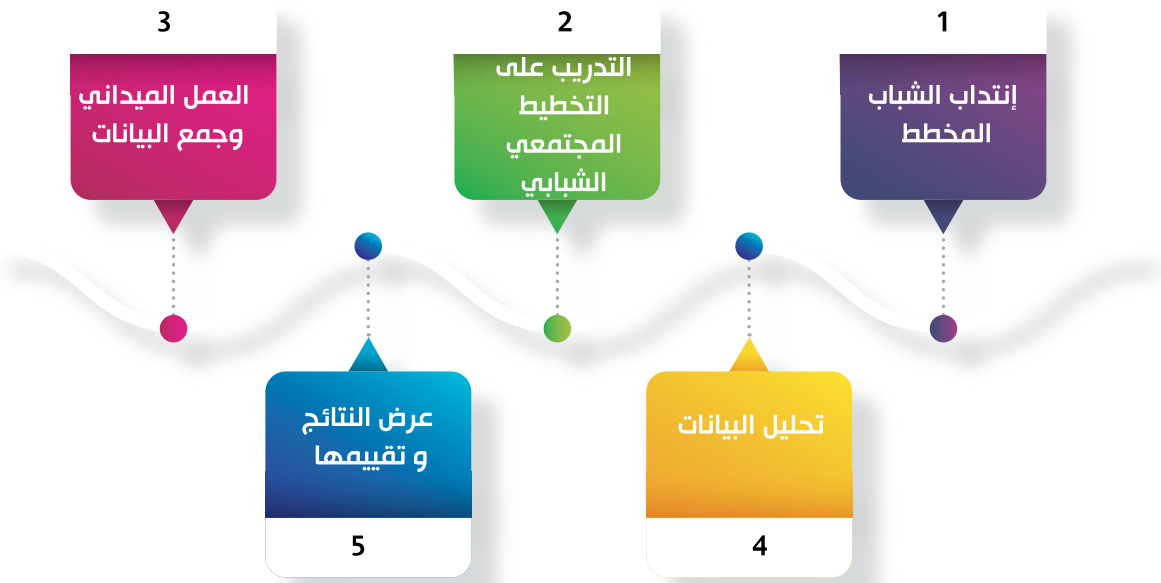 1
إنتداب الشباب
المخطط
2
التدريب على
التخطيط
المجتمعي
الشبابي
3
العمل الميداني
وجمع البيانات
تحليل البيانات
4
عرض النتائج
و تقييمها
5